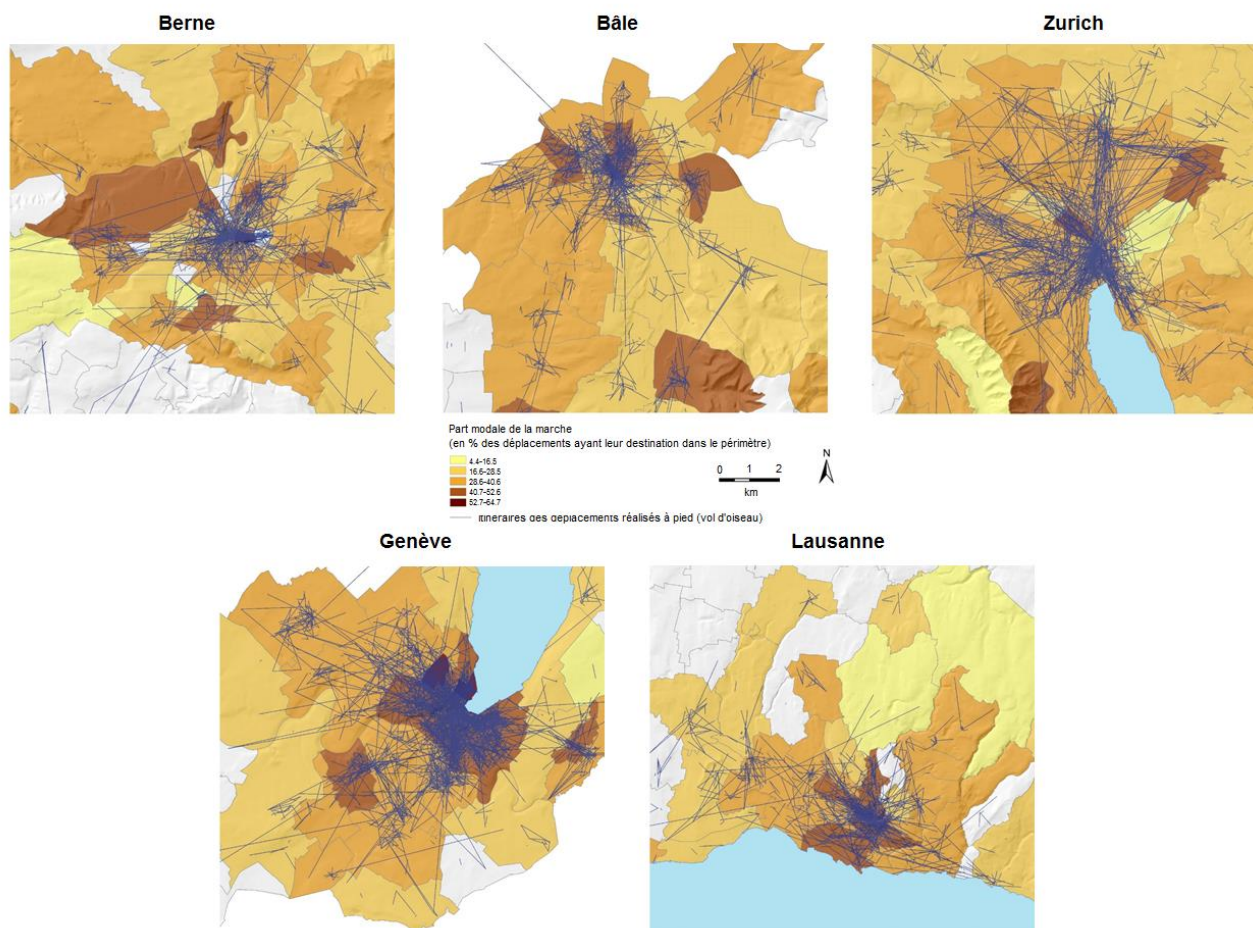 Berne
Bâle
Zurich
Part modale de la marche
(en % des déplacements ayant leur destination dans le périmètre)
4.4–16.5
16.6–28.5
28.6–40.6
40.7–52.6
52.7–64.7
0 1 2
km
N
Itinéraires des déplacements réalisés à pied (vol d'oiseau)
Genève
Lausanne